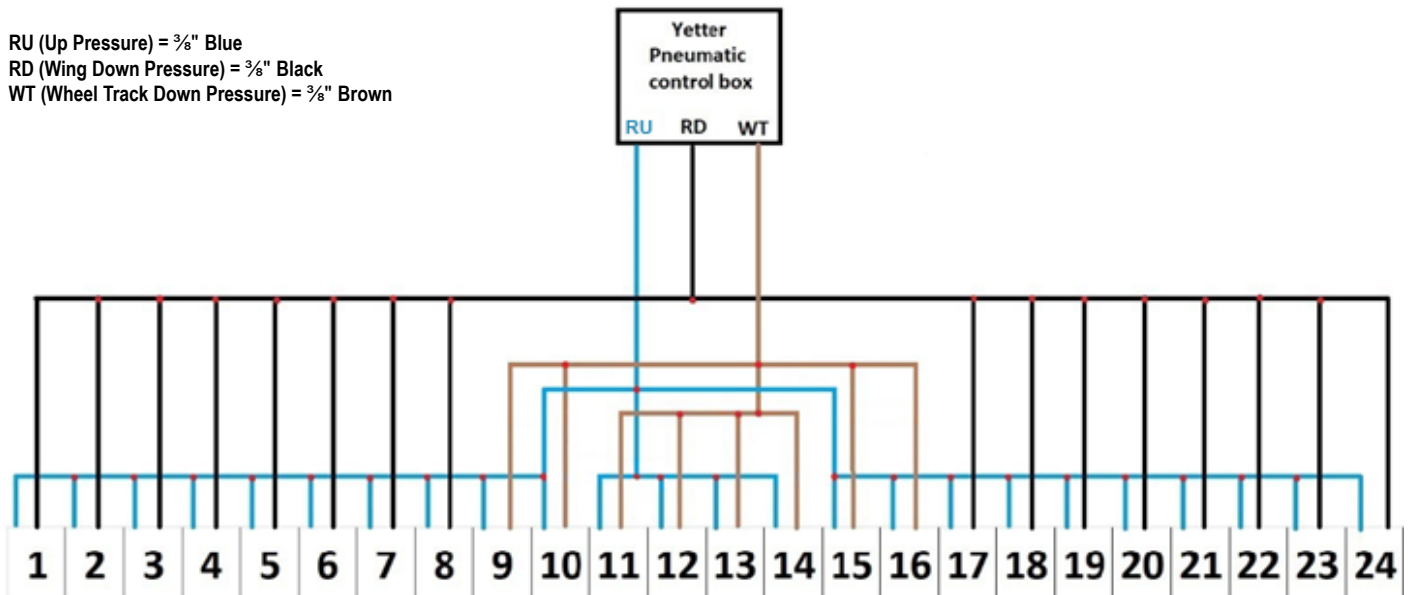 RU (Up Pressure) = ⅜" Blue
RD (Wing Down Pressure) = ⅜" Black
WT (Wheel Track Down Pressure) = ⅜" Brown
Yetter
Pneumatic
control box
RU RD WT
1 2 3 4 5 6 7 8 9 10 11 12 13 14 15 16 17 18 19 20 21 22 23 24